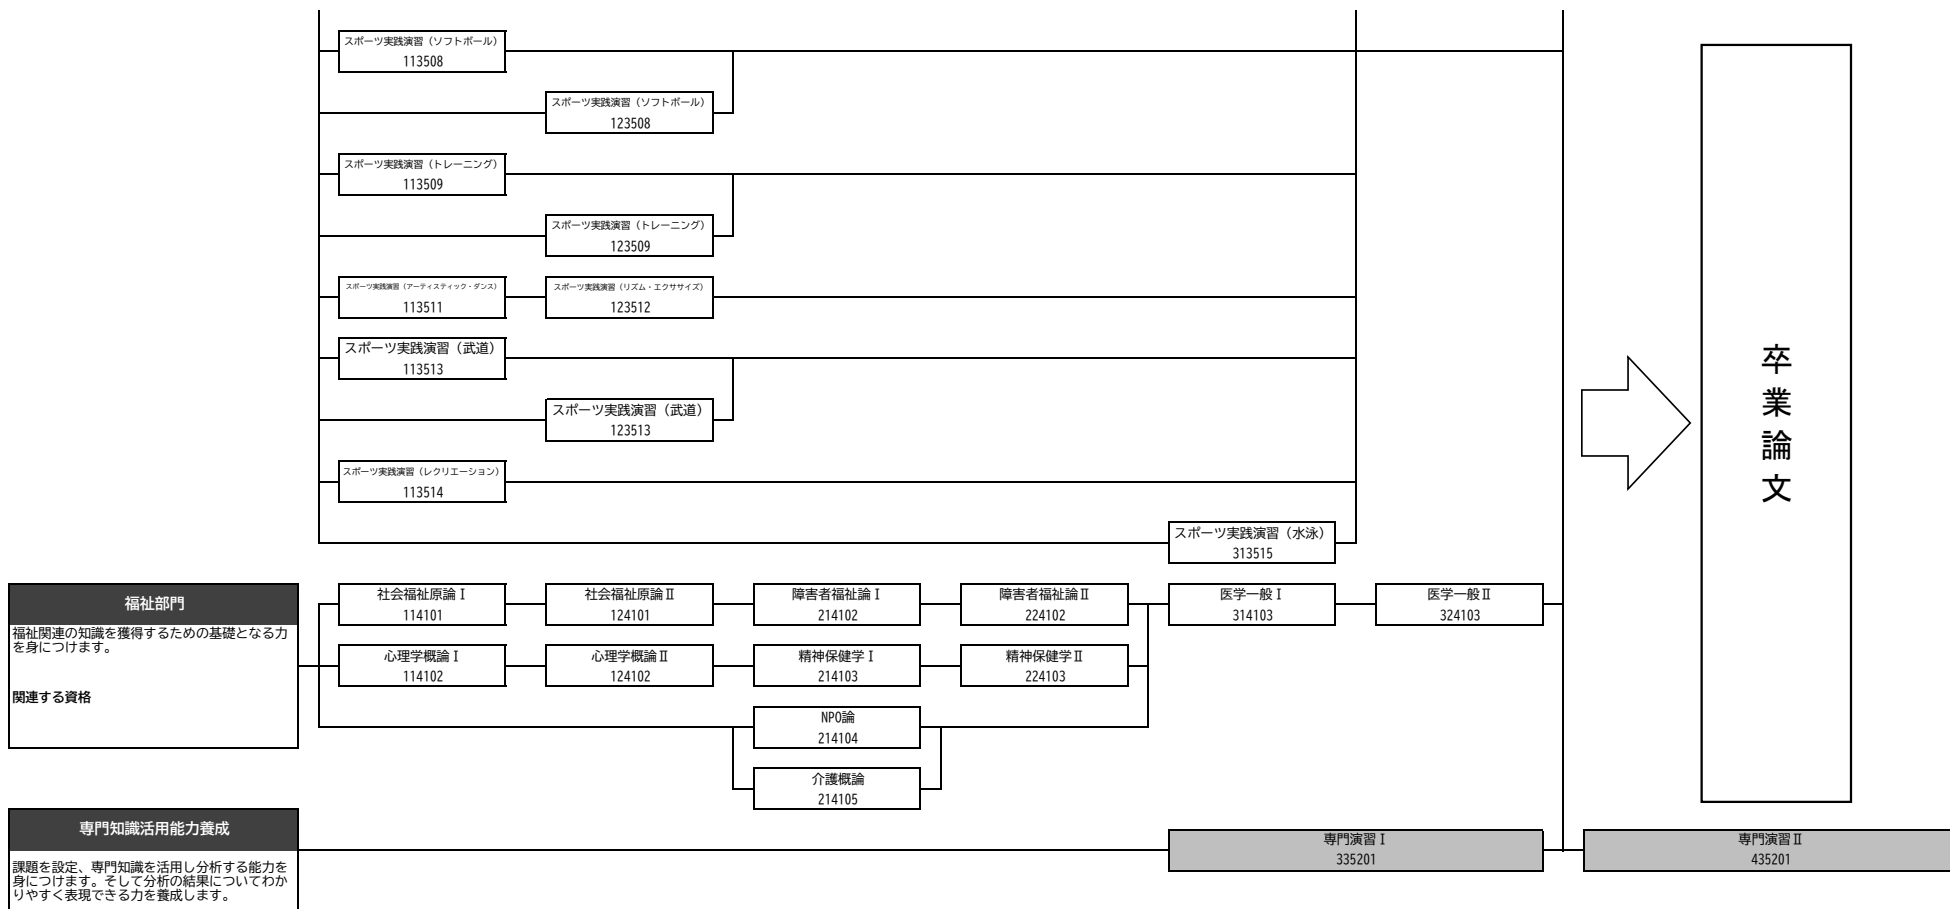 スポーツ実践演習（ソフトボール）
113508
スポーツ実践演習（ソフトボール）
123508
スポーツ実践演習（トレーニング）
113509
スポーツ実践演習（トレーニング）
123509
スポーツ実践演習（アーティスティック・ダンス）
113511
スポーツ実践演習（リズム・エクササイズ）
123512
スポーツ実践演習（武道）
113513
スポーツ実践演習（武道）
123513
スポーツ実践演習（レクリエーション）
113514
スポーツ実践演習（水泳）
313515
卒業論文
福祉部門
福祉関連の知識を獲得するための基礎となる力
を身につけます。
関連する資格
社会福祉原論Ⅰ
114101
社会福祉原論Ⅱ
124101
障害者福祉論Ⅰ
214102
障害者福祉論Ⅱ
224102
医学一般Ⅰ
314103
医学一般Ⅱ
324103
心理学概論Ⅰ
114102
心理学概論Ⅱ
124102
精神保健学Ⅰ
214103
精神保健学Ⅱ
224103
NPO論
214104
介護概論
214105
専門知識活用能力養成
課題を設定、専門知識を活用し分析する能力を
身につけます。そして分析の結果についてわか
りやすく表現できる力を養成します。
専門演習Ⅰ
335201
専門演習Ⅱ
435201